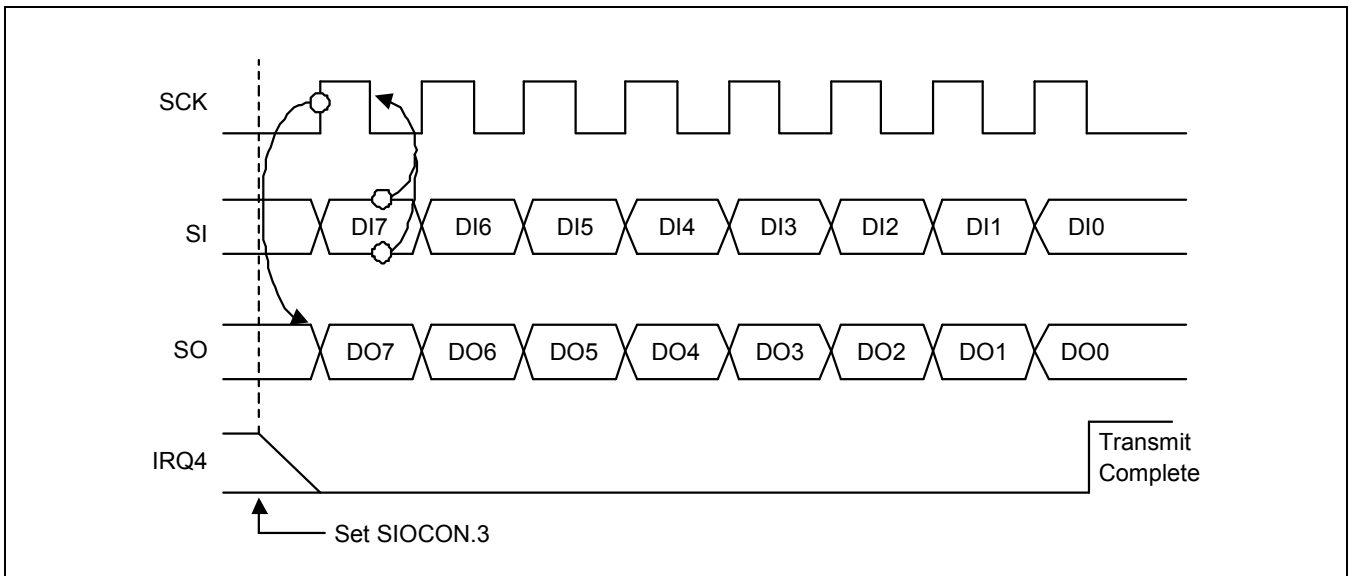 SCK
SI
DI7 DI6 DI5 DI4 DI3 DI2 DI1 DI0
SO
DO7 DO6 DO5 DO4 DO3 DO2 DO1 DO0
IRQ4
Transmit
Complete
Set SIOCON.3